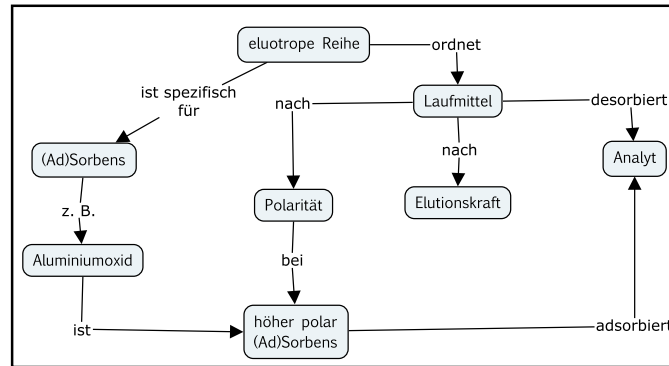 eluotrope Reihe
ordnet
ist spezifisch
für
nach
Laufmittel
desorbiert
(Ad)Sorbens
nach
Analyt
z. B.
Polarität
Elutionskraft
Aluminiumoxid
bei
ist
höher polar
(Ad)Sorbens
adsorbiert